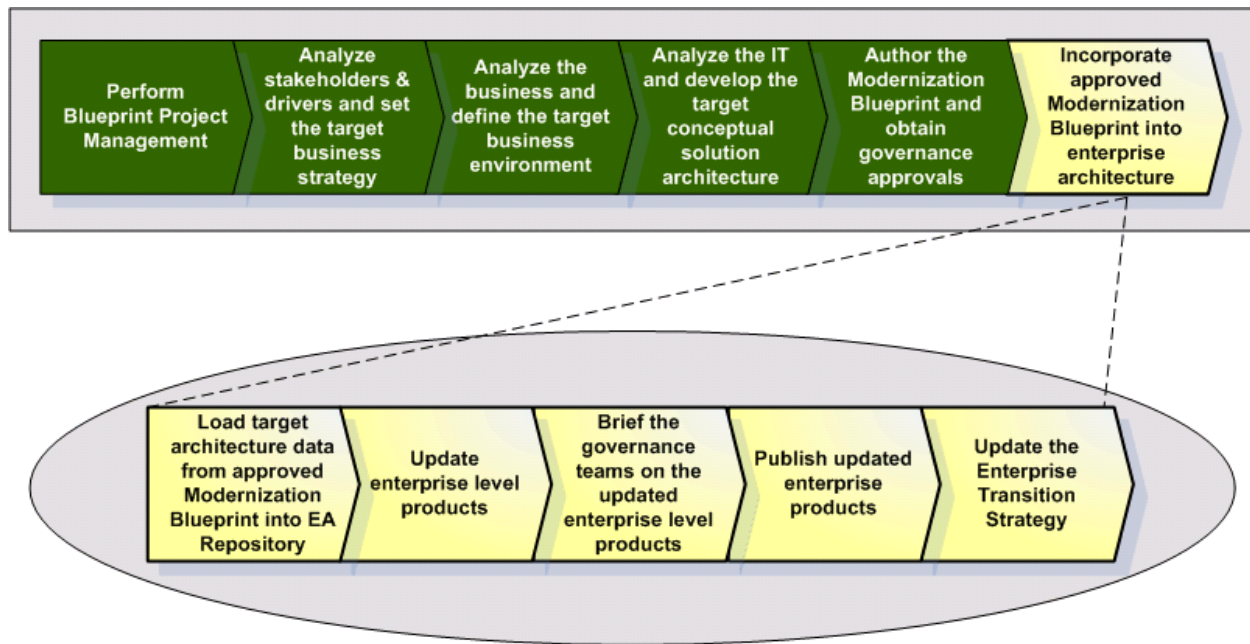 Perform
Blueprint Project
Management
Analyze
stakeholders &
drivers and set
the target
business
strategy
Analyze the
business and
define the target
business
environment
Analyze the IT
and develop the
target
conceptual
solution
architecture
Author the
Modernization
Blueprint and
obtain
governance
approvals
Incorporate
approved
Modernization
Blueprint into
enterprise
architecture
Load target
architecture data
from approved
Modernization
Blueprint into EA
Repository
Update
enterprise level
products
Brief the
governance
teams on the
updated
enterprise level
products
Publish updated
enterprise
products
Update the
Enterprise
Transition
Strategy